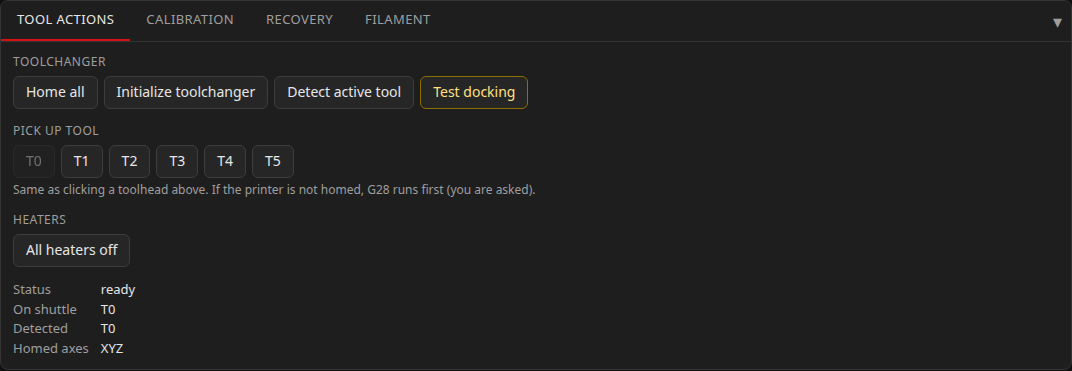 TOOL ACTIONS CALIBRATION RECOVERY FILAMENT
TOOLCHANGER
Home all Initialize toolchanger Detect active tool Test docking
PICK UP TOOL
T0 T1 T2 T3 T4 T5
Same as clicking a toolhead above. If the printer is not homed, G28 runs first (you are asked).
HEATERS
All heaters off
Status ready
On shuttle T0
Detected T0
Homed axes XYZ